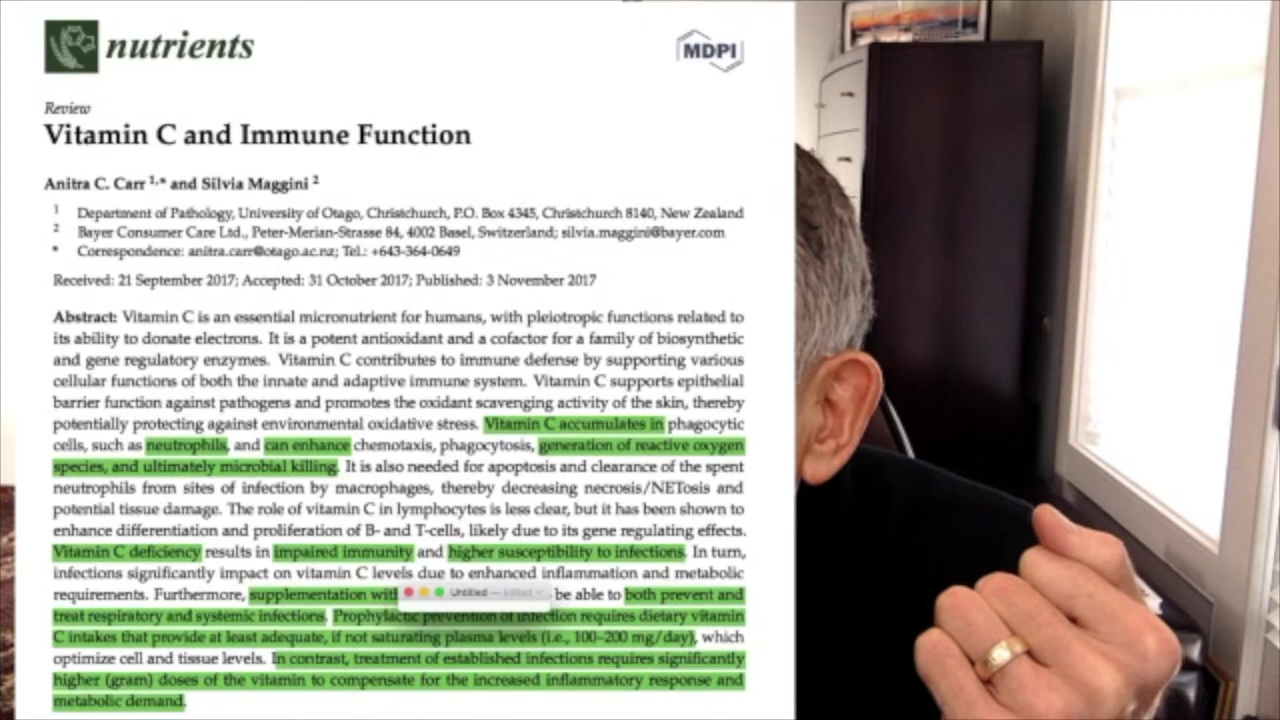 nutrients
MDPI
Review
Vitamin C and Immune Function
Anitra C. Carr 1,* and Silvia Maggini 2
1 Department of Pathology, University of Otago, Christchurch, P.O. Box 4345, Christchurch 8140, New Zealand
2 Bayer Consumer Care Ltd., Peter-Merian-Strasse 84, 4002 Basel, Switzerland; silvia.maggini@bayer.com
* Correspondence: anitra.carr@otago.ac.nz; Tel.: +643-364-0649
Received: 21 September 2017; Accepted: 31 October 2017; Published: 3 November 2017
Abstract: Vitamin C is an essential micronutrient for humans, with pleiotropic functions related to
its ability to donate electrons. It is a potent antioxidant and a cofactor for a family of biosynthetic
and gene regulatory enzymes. Vitamin C contributes to immune defense by supporting various
cellular functions of both the innate and adaptive immune system. Vitamin C supports epithelial
barrier function against pathogens and promotes the oxidant scavenging activity of the skin, thereby
potentially protecting against environmental oxidative stress. Vitamin C accumulates in phagocytic
cells, such as neutrophils, and can enhance chemotaxis, phagocytosis, generation of reactive oxygen
species, and ultimately microbial killing. It is also needed for apoptosis and clearance of the spent
neutrophils from sites of infection by macrophages, thereby decreasing necrosis/NETosis and
potential tissue damage. The role of vitamin C in lymphocytes is less clear, but it has been shown to
enhance differentiation and proliferation of B- and T-cells, likely due to its gene regulating effects.
Vitamin C deficiency results in impaired immunity and higher susceptibility to infections. In turn,
infections significantly impact on vitamin C levels due to enhanced inflammation and metabolic
requirements. Furthermore, supplementation with Untitled — Edited be able to both prevent and
treat respiratory and systemic infections. Prophylactic prevention of infection requires dietary vitamin
C intakes that provide at least adequate, if not saturating plasma levels (i.e., 100–200 mg/day), which
optimize cell and tissue levels. In contrast, treatment of established infections requires significantly
higher (gram) doses of the vitamin to compensate for the increased inflammatory response and
metabolic demand.